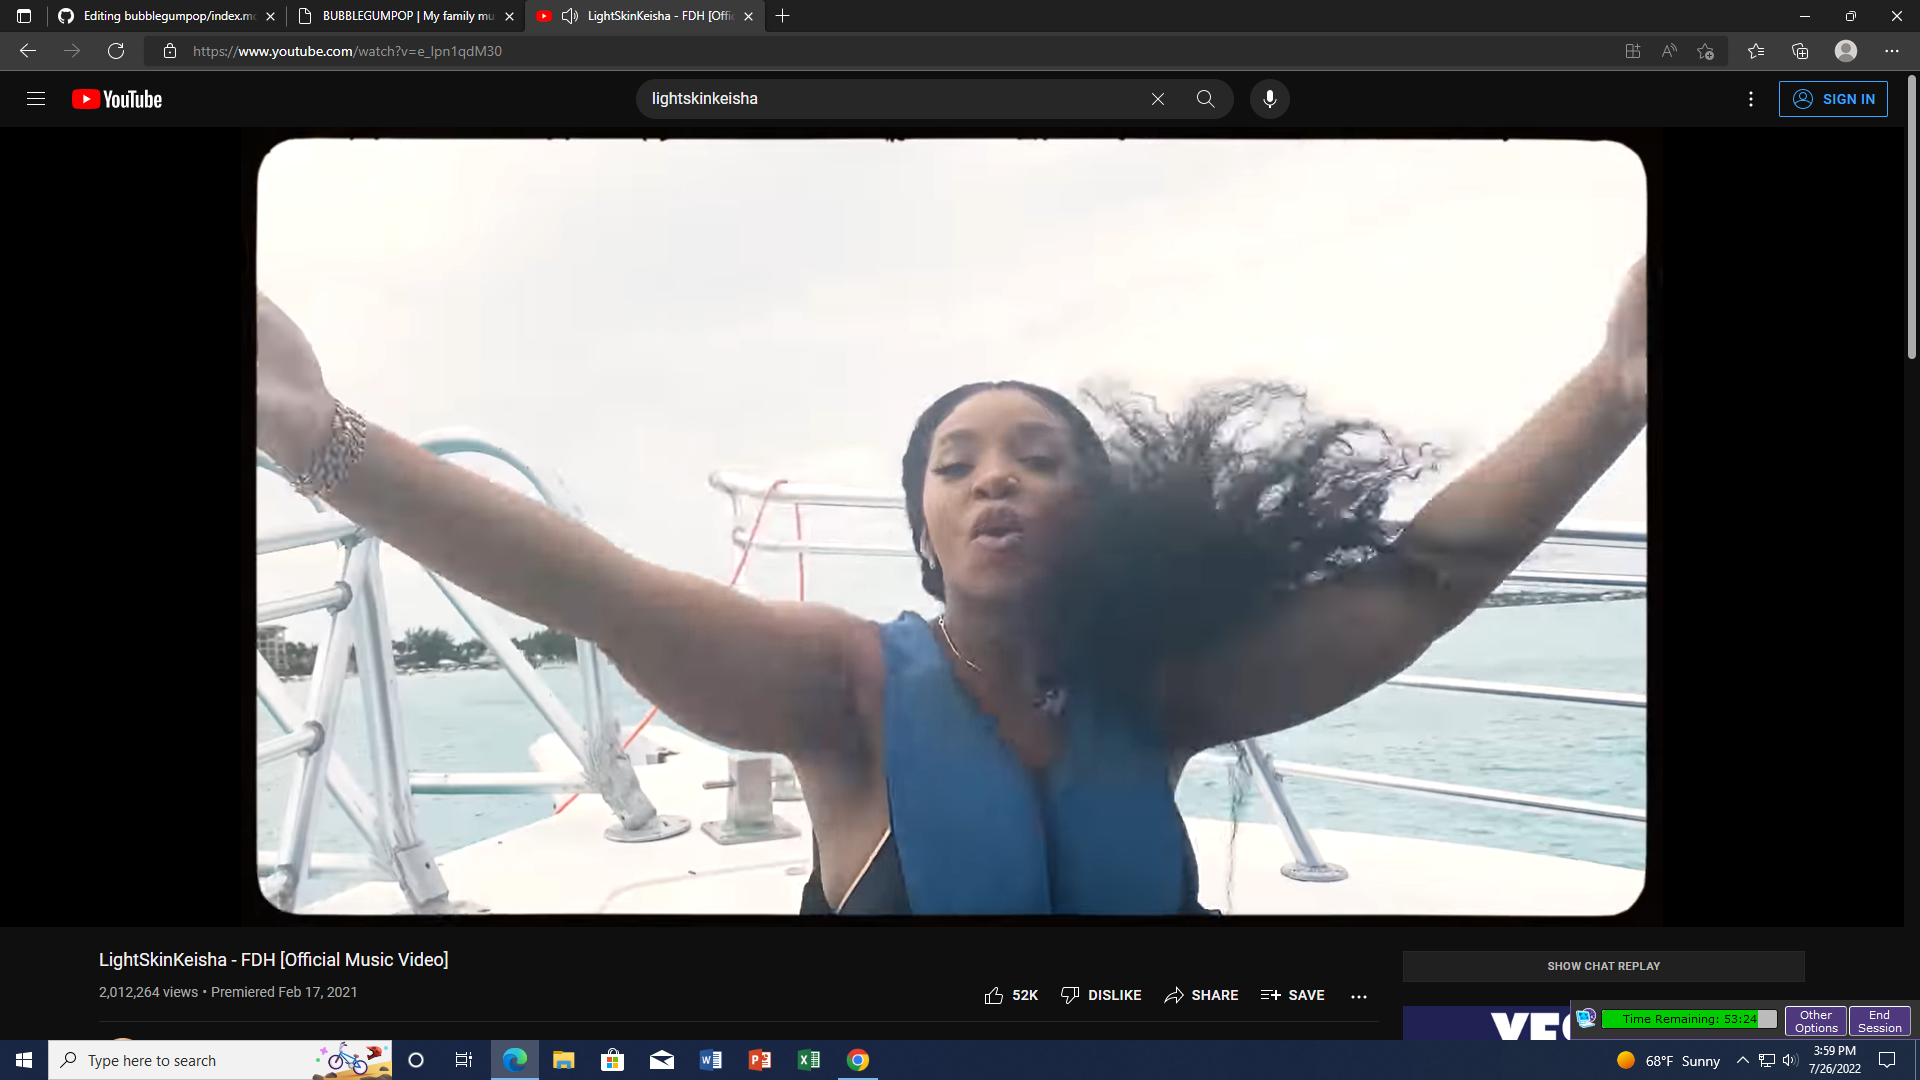 Editing bubblegumpop/index.mc
BUBBLEGUMPOP | My family mu
LightSkinKeisha - FDH [Offic
https://www.youtube.com/watch?v=e_Ipn1qdM30
YouTube
lightskinkeisha
SIGN IN
LightSkinKeisha - FDH [Official Music Video]
2,012,264 views • Premiered Feb 17, 2021
52K
DISLIKE
SHARE
SAVE
SHOW CHAT REPLAY
Time Remaining: 53:24
Other
Options
End
Session
Type here to search
68°F Sunny
3:59 PM
7/26/2022